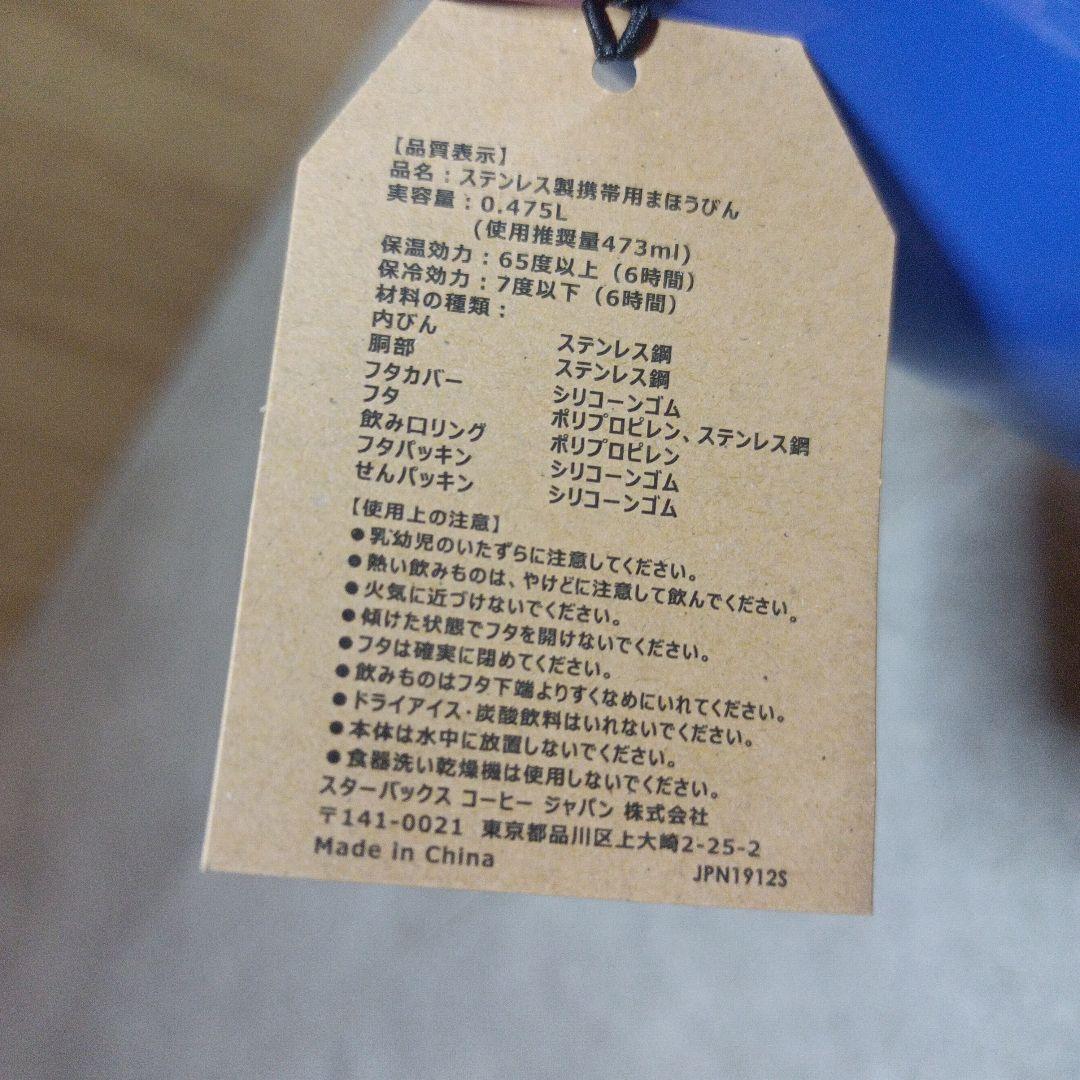 【品質表示】
品名：ステンレス製携帯用まほうびん
実容量：0.475L
(使用推奨量473ml)
保温効力：65度以上（6時間）
保冷効力：7度以下（6時間）
材料の種類：
内びん ステンレス鋼
胴部 ステンレス鋼
フタカバー シリコーンゴム
フタ ポリプロピレン、ステンレス鋼
飲み口リング ポリプロピレン
フタパッキン シリコーンゴム
せんパッキン シリコーンゴム
【使用上の注意】
●乳幼児のいたずらに注意してください。
●熱い飲みものは、やけどに注意して飲んでください。
●火気に近づけないでください。
●傾けた状態でフタを開けないでください。
●フタは確実に閉めてください。
●飲みものはフタ下端よりすくなめにいれてください。
●ドライアイス・炭酸飲料はいれないでください。
●本体は水中に放置しないでください。
●食器洗い乾燥機は使用しないでください。
スターバックス コーヒー ジャパン 株式会社
〒141-0021 東京都品川区上大崎2-25-2
Made in China JPN1912S